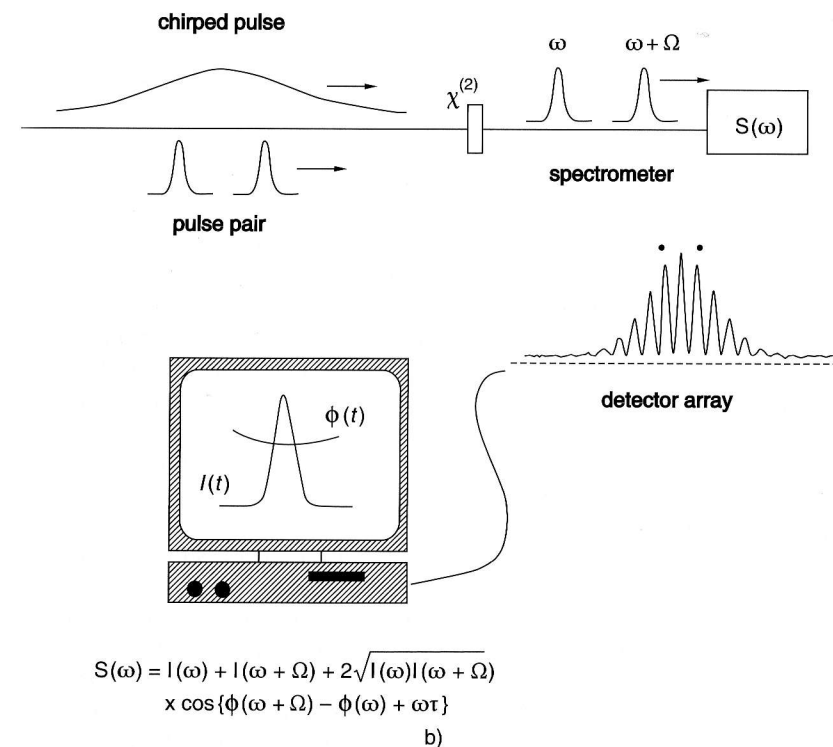 chirped pulse
ω
ω + Ω
χ(2)
S(ω)
spectrometer
pulse pair
detector array
ϕ(t)
I(t)
S(ω) = I(ω) + I(ω + Ω) + 2√I(ω)I(ω + Ω)
x cos{ϕ(ω + Ω) – ϕ(ω) + ωτ}
b)